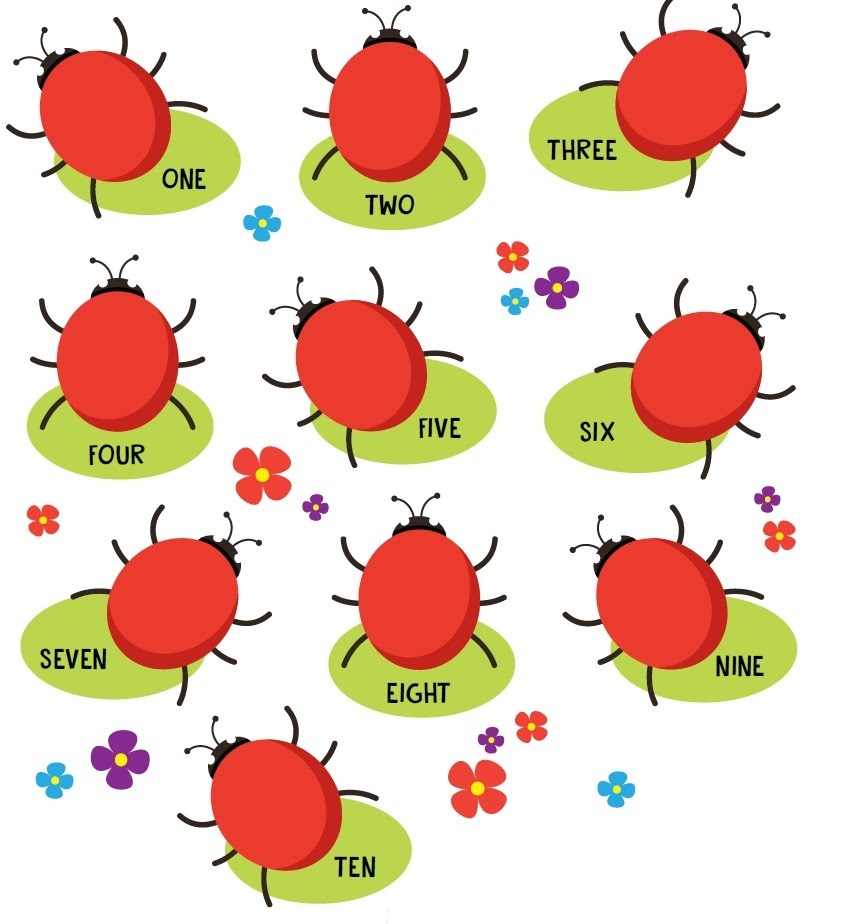 ONE
TWO
THREE
FOUR
FIVE
SIX
SEVEN
EIGHT
NINE
TEN